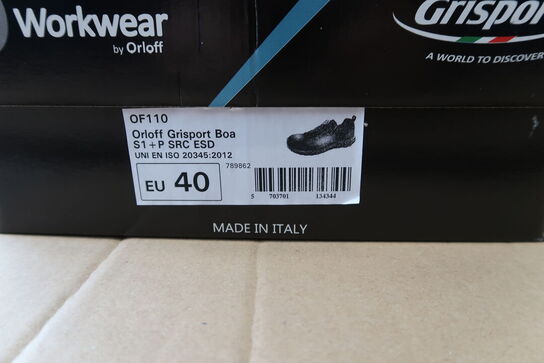 Workwear
by Orloff
Grisport
A WORLD TO DISCOVER
OF110
Orloff Grisport Boa
S1+P SRC ESD
UNI EN ISO 20345:2012
789862
EU 40
5 703701 134344
MADE IN ITALY